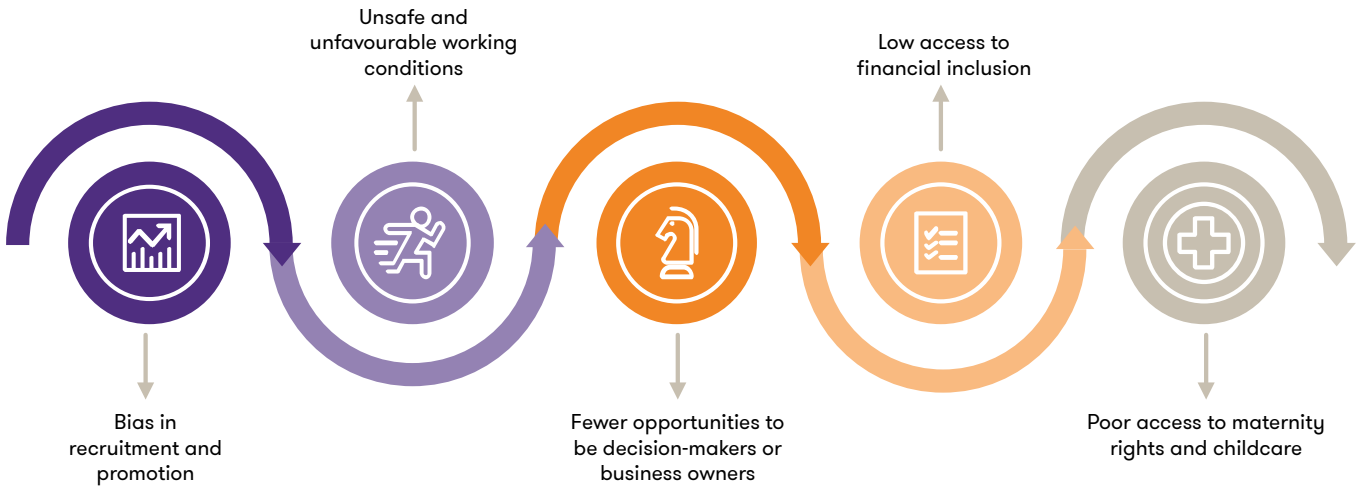 Bias in
recruitment and
promotion
Unsafe and
unfavourable working
conditions
Fewer opportunities to
be decision-makers or
business owners
Low access to
financial inclusion
Poor access to maternity
rights and childcare